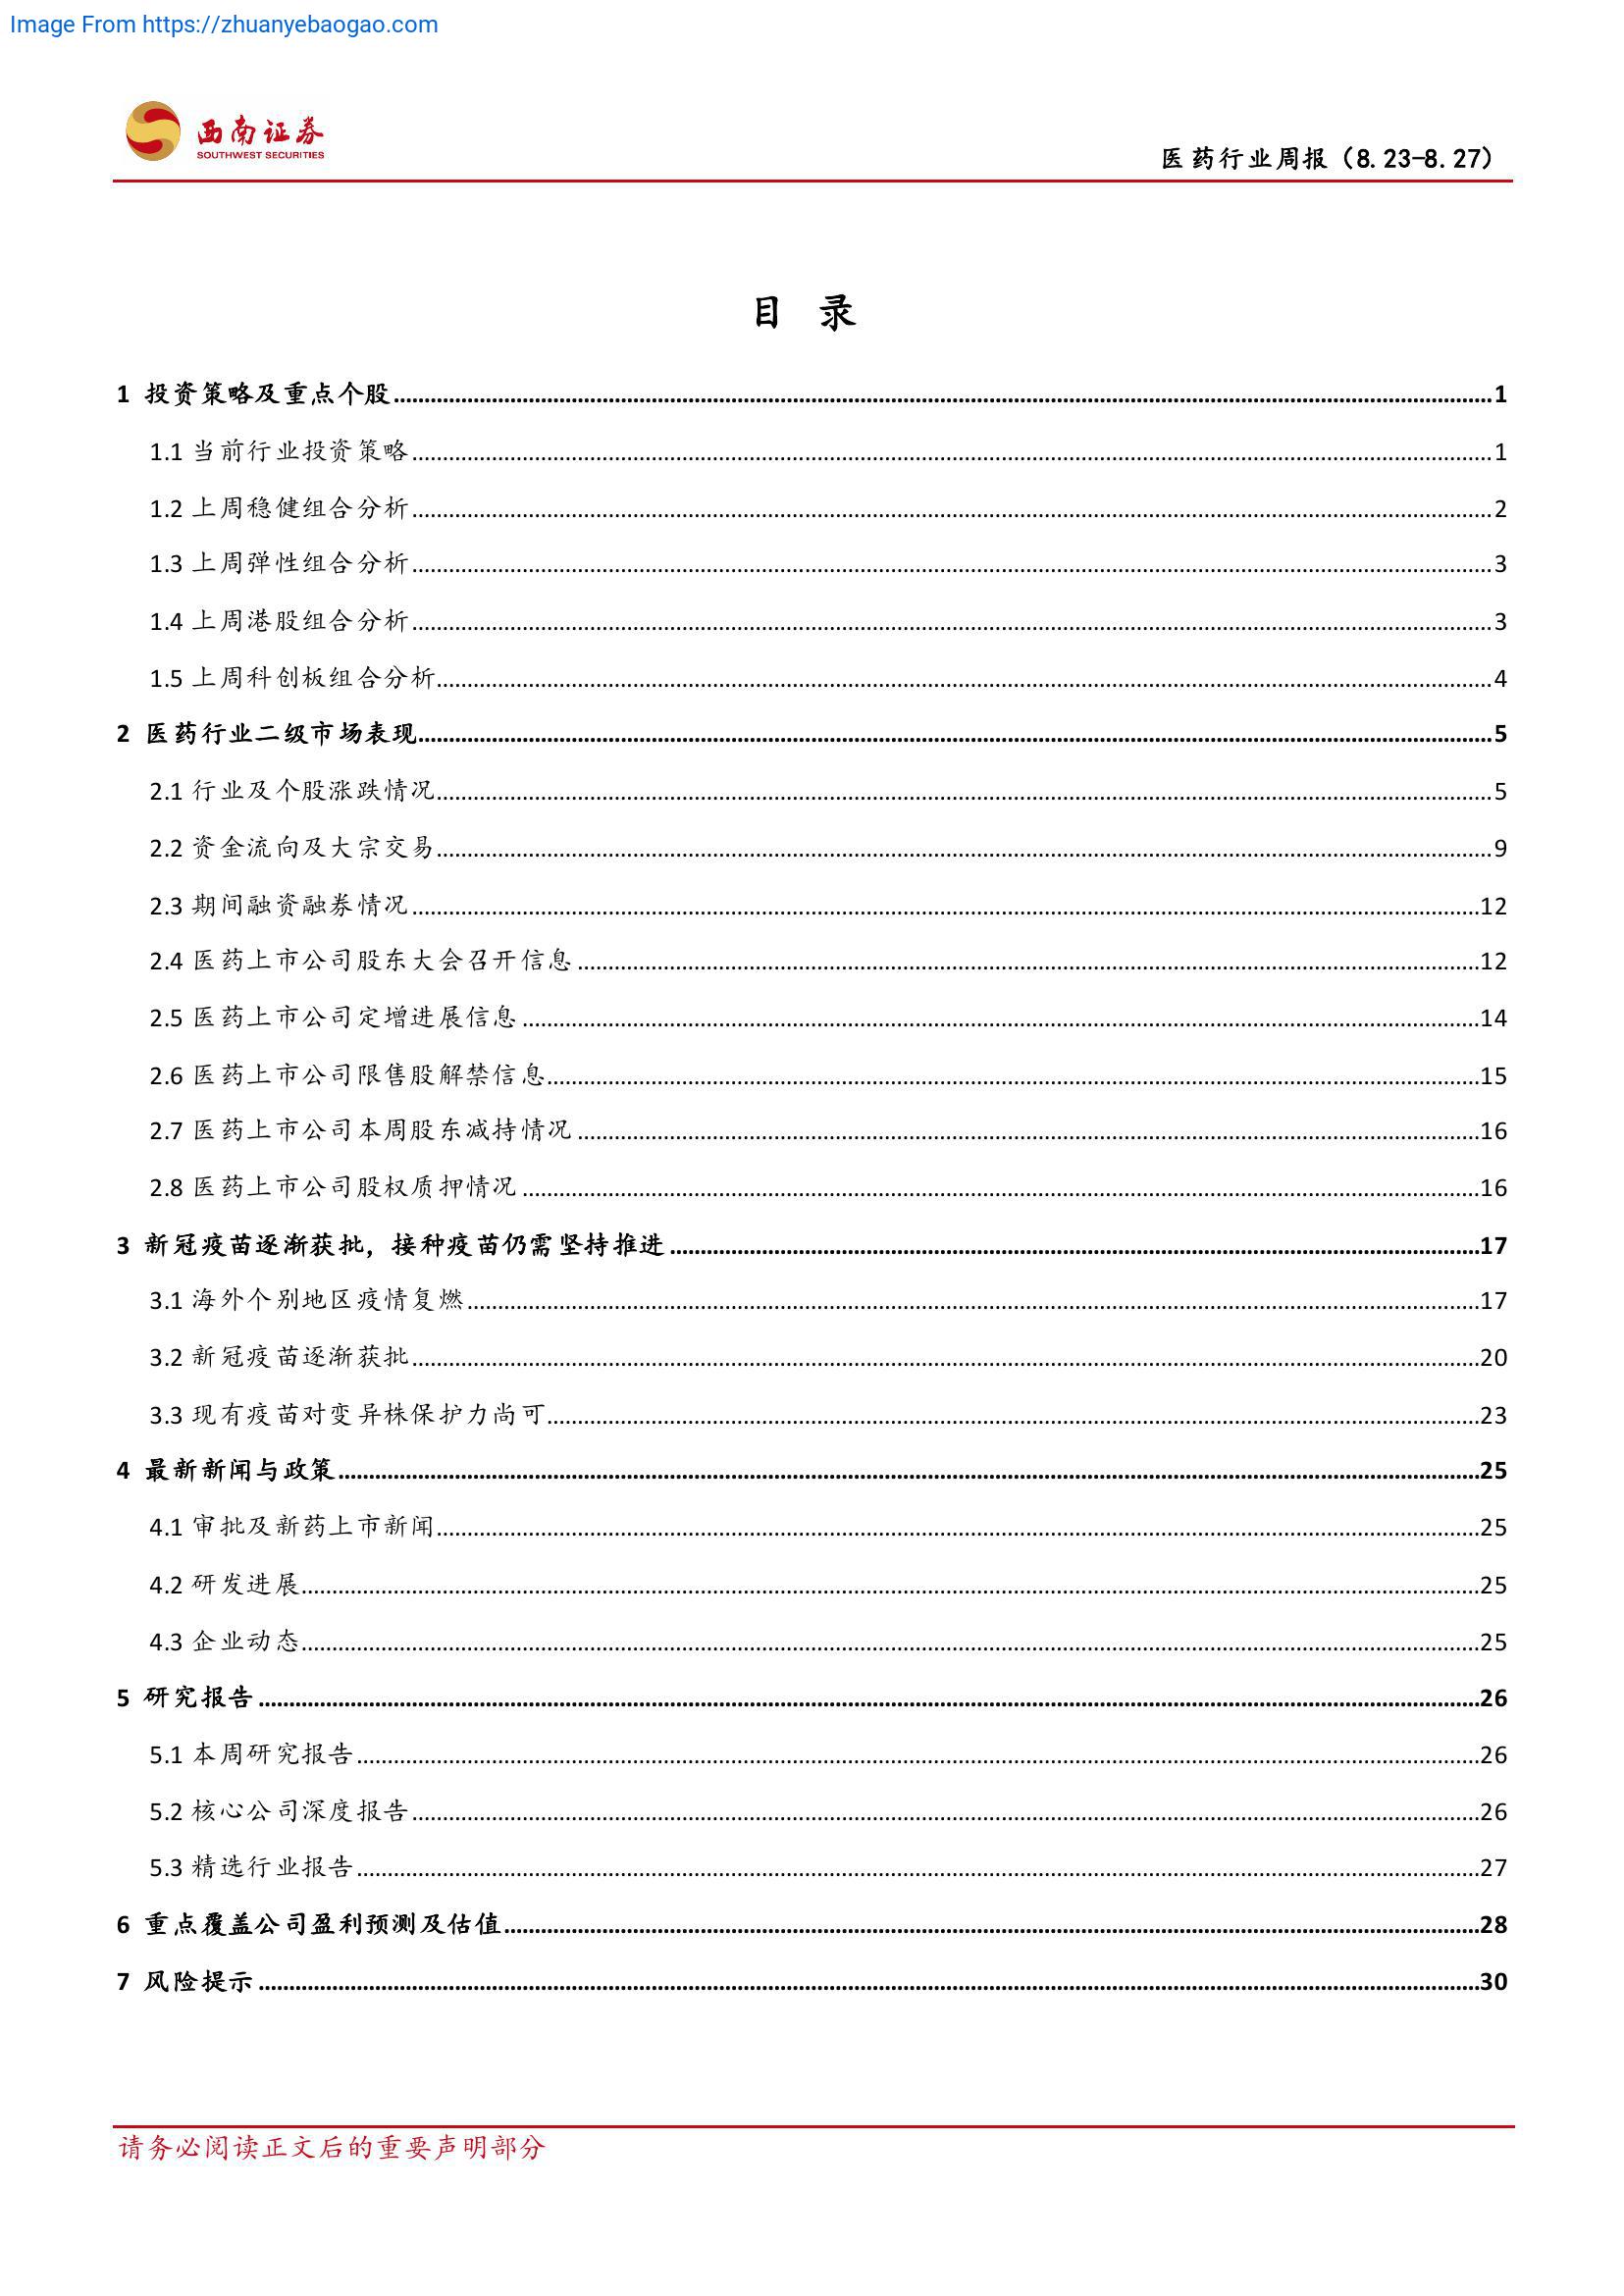 Image From https://zhuanyebaogao.com
西南证券
SOUTHWEST SECURITIES
医药行业周报（8.23-8.27）
目 录
1 投资策略及重点个股........1
1.1 当前行业投资策略........1
1.2 上周稳健组合分析........2
1.3 上周弹性组合分析........3
1.4 上周港股组合分析........3
1.5 上周科创板组合分析........4
2 医药行业二级市场表现........5
2.1 行业及个股涨跌情况........5
2.2 资金流向及大宗交易........9
2.3 期间融资融券情况........12
2.4 医药上市公司股东大会召开信息........12
2.5 医药上市公司定增进展信息........14
2.6 医药上市公司限售股解禁信息........15
2.7 医药上市公司本周股东减持情况........16
2.8 医药上市公司股权质押情况........16
3 新冠疫苗逐渐获批，接种疫苗仍需坚持推进........17
3.1 海外个别地区疫情复燃........17
3.2 新冠疫苗逐渐获批........20
3.3 现有疫苗对变异株保护力尚可........23
4 最新新闻与政策........25
4.1 审批及新药上市新闻........25
4.2 研发进展........25
4.3 企业动态........25
5 研究报告........26
5.1 本周研究报告........26
5.2 核心公司深度报告........26
5.3 精选行业报告........27
6 重点覆盖公司盈利预测及估值........28
7 风险提示........30
请务必阅读正文后的重要声明部分